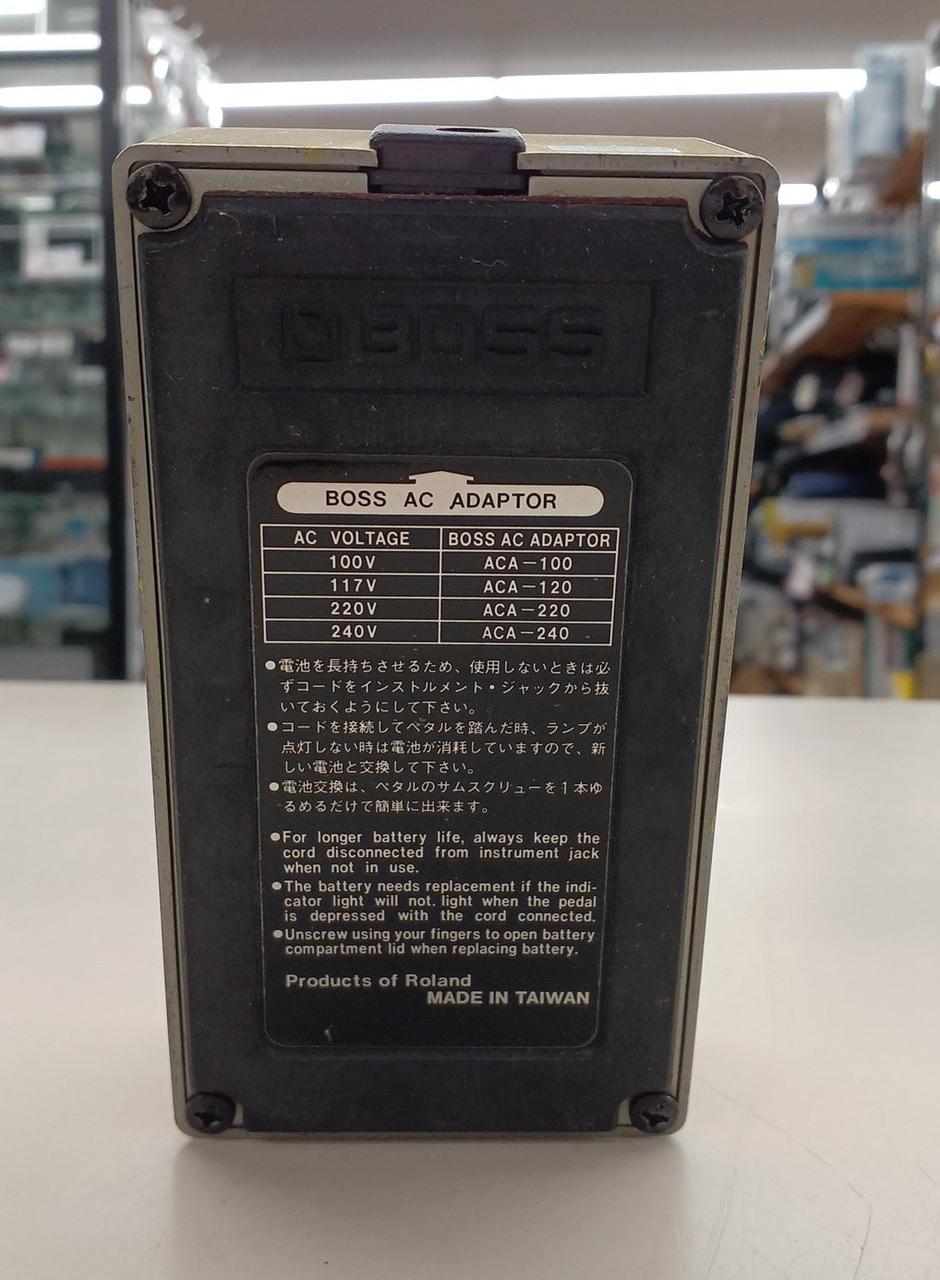 BOSS
BOSS AC ADAPTOR
AC VOLTAGE BOSS AC ADAPTOR
100V ACA-100
117V ACA-120
220V ACA-220
240V ACA-240
●電池を長持ちさせるため、使用しないときは必
ずコードをインストルメント・ジャックから抜
いておくようにして下さい。
●コードを接続してペタルを踏んだ時、ランプが
点灯しない時は電池が消耗していますので、新
しい電池と交換して下さい。
●電池交換は、ペタルのサムスクリューを1本ゆ
るめるだけで簡単に出来ます。
●For longer battery life, always keep the
cord disconnected from instrument jack
when not in use.
●The battery needs replacement if the indi-
cator light will not. light when the pedal
is depressed with the cord connected.
●Unscrew using your fingers to open battery
compartment lid when replacing battery.
Products of Roland
MADE IN TAIWAN